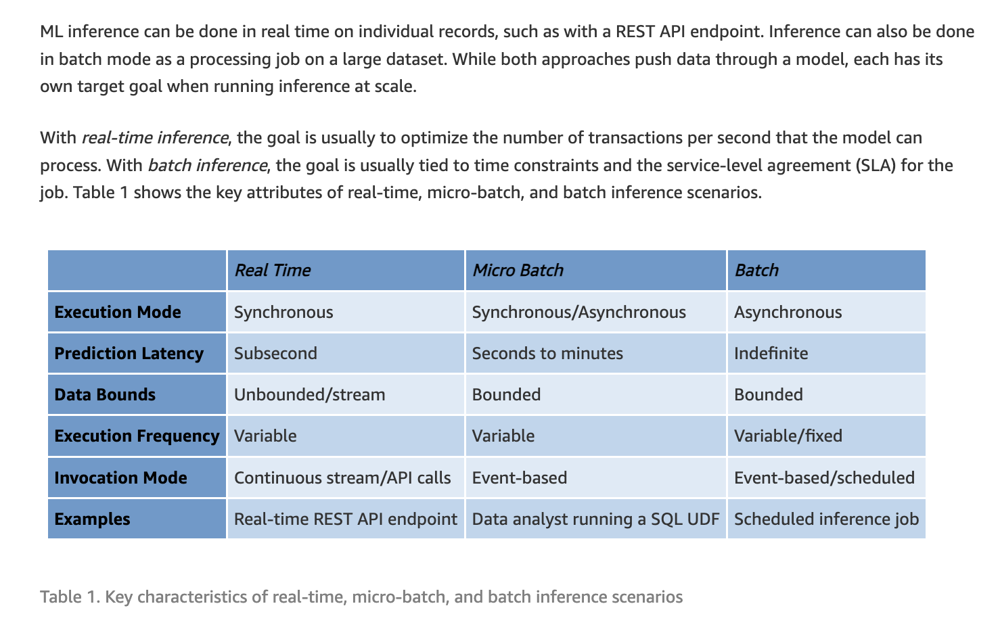 ML inference can be done in real time on individual records, such as with a REST API endpoint. Inference can also be done
in batch mode as a processing job on a large dataset. While both approaches push data through a model, each has its
own target goal when running inference at scale.
With real-time inference, the goal is usually to optimize the number of transactions per second that the model can
process. With batch inference, the goal is usually tied to time constraints and the service-level agreement (SLA) for the
job. Table 1 shows the key attributes of real-time, micro-batch, and batch inference scenarios.
Real Time Micro Batch Batch
Execution Mode Synchronous Synchronous/Asynchronous Asynchronous
Prediction Latency Subsecond Seconds to minutes Indefinite
Data Bounds Unbounded/stream Bounded Bounded
Execution Frequency Variable Variable Variable/fixed
Invocation Mode Continuous stream/API calls Event-based Event-based/scheduled
Examples Real-time REST API endpoint Data analyst running a SQL UDF Scheduled inference job
Table 1. Key characteristics of real-time, micro-batch, and batch inference scenarios